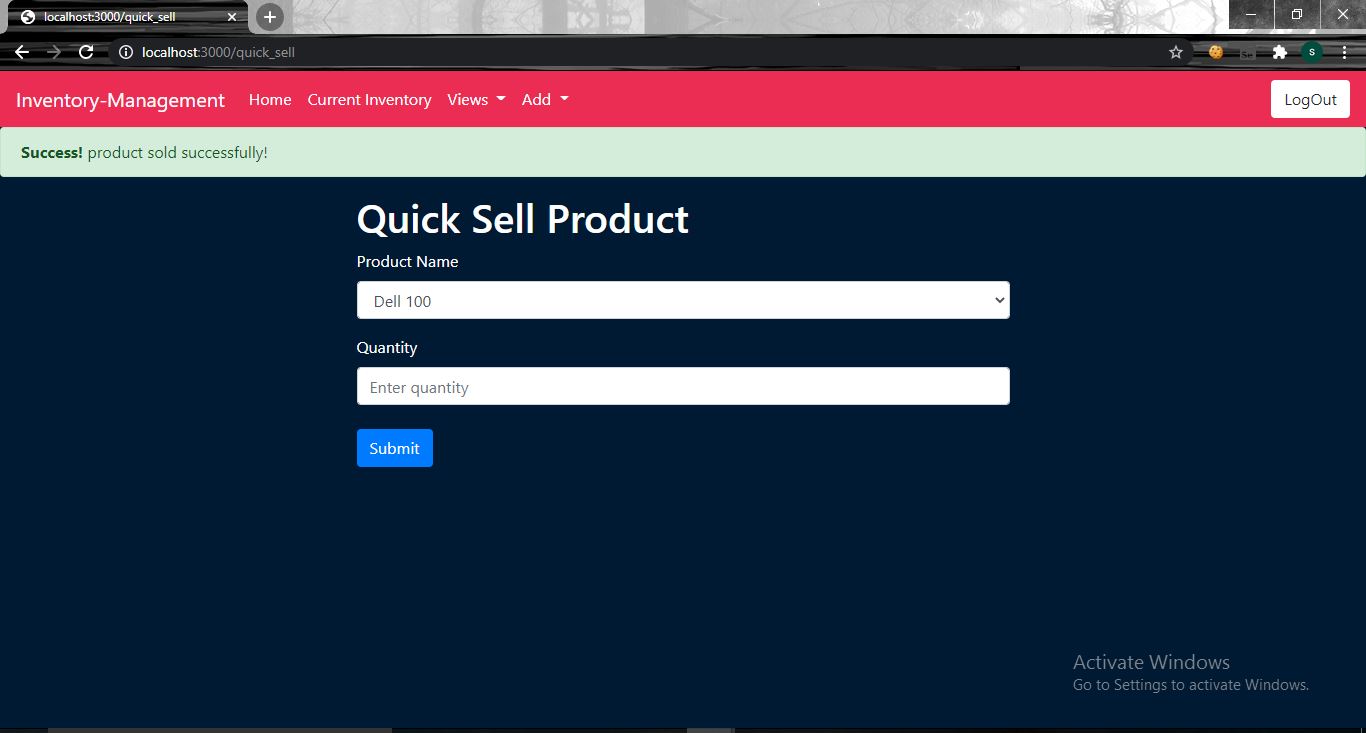 localhost:3000/quick_sell
localhost:3000/quick_sell
S
Inventory-Management Home Current Inventory Views Add LogOut
Success! product sold successfully!
Quick Sell Product
Product Name
Dell 100
Quantity
Enter quantity
Submit
Activate Windows
Go to Settings to activate Windows.